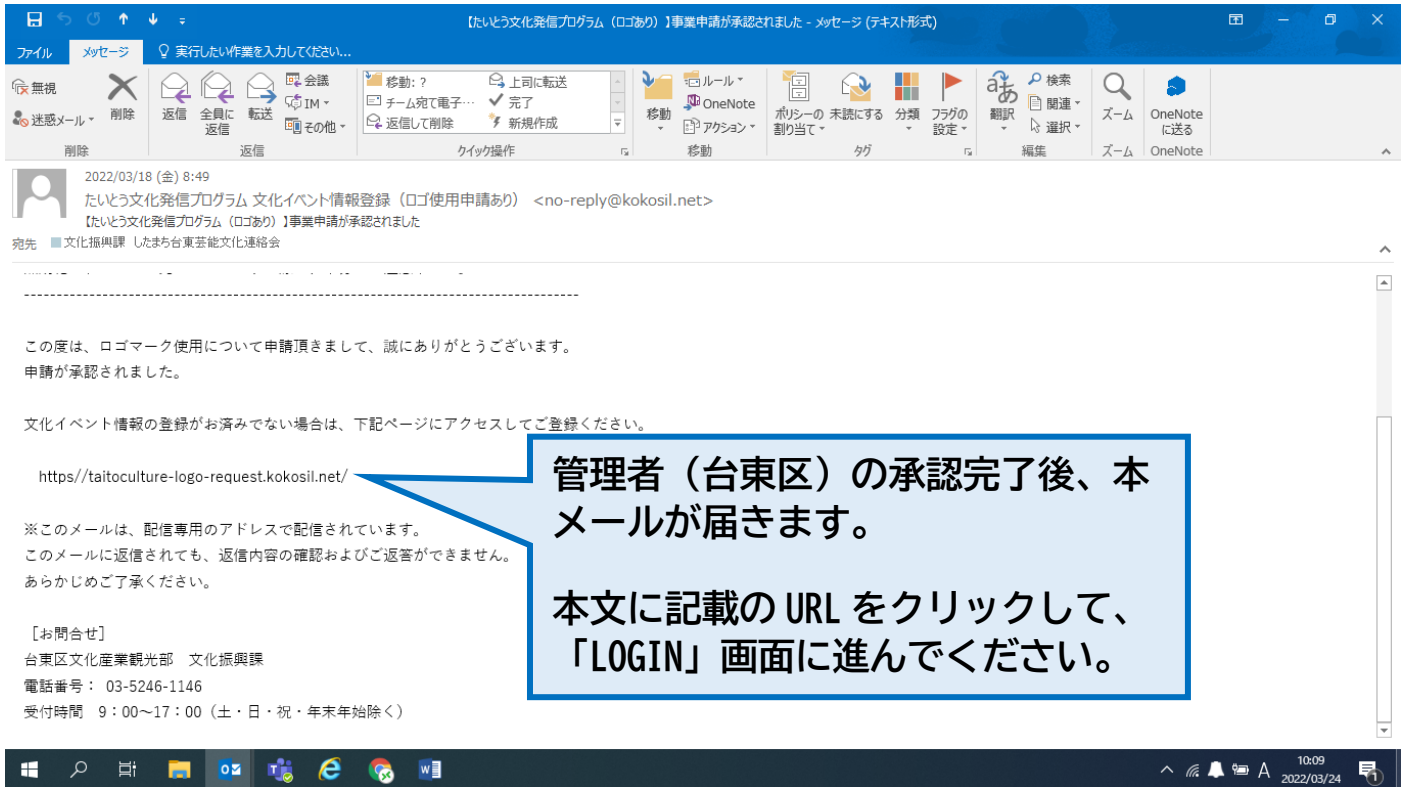 【たいとう文化発信プログラム（ロゴあり）】事業申請が承認されました - メッセージ (テキスト形式)
ファイル メッセージ 実行したい作業を入力してください...
無視
迷惑メール
削除
返信
全員に
返信
転送
会議
IM
その他
移動: ?
チーム宛て電子…
返信して削除
上司に転送
完了
新規作成
移動
ルール
OneNote
アクション
ポリシーの
割り当て
未読にする
分類
フラグの
設定
翻訳
検索
関連
選択
ズーム
OneNote
に送る
削除 返信 クイック操作 移動 タグ 編集 ズーム OneNote
2022/03/18 (金) 8:49
たいとう文化発信プログラム 文化イベント情報登録（ロゴ使用申請あり） <no-reply@kokosil.net>
【たいとう文化発信プログラム（ロゴあり）】事業申請が承認されました
宛先 文化振興課 したまち台東芸能文化連絡会
-------------------------------------------------------------------------------------
この度は、ロゴマーク使用について申請頂きまして、誠にありがとうございます。
申請が承認されました。
文化イベント情報の登録がお済みでない場合は、下記ページにアクセスしてご登録ください。
https//taitoculture-logo-request.kokosil.net/
※このメールは、配信専用のアドレスで配信されています。
このメールに返信されても、返信内容の確認およびご返答ができません。
あらかじめご了承ください。
［お問合せ］
台東区文化産業観光部 文化振興課
電話番号： 03-5246-1146
受付時間 9：00～17：00（土・日・祝・年末年始除く）
管理者（台東区）の承認完了後、本
メールが届きます。
本文に記載の URL をクリックして、
「LOGIN」画面に進んでください。
A
10:09
2022/03/24
1